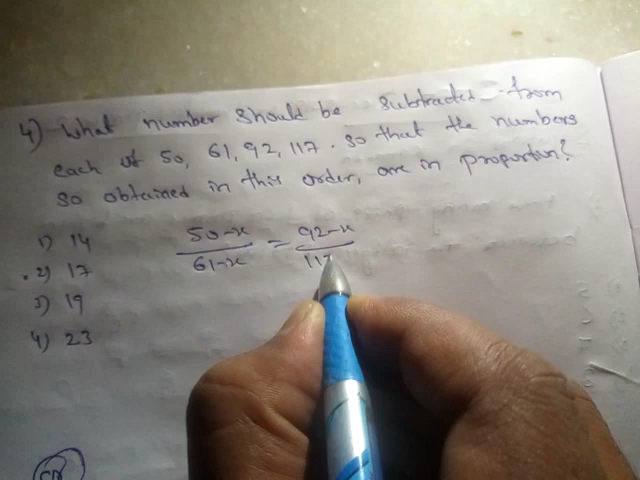 4) What number should be subtracted from
each of 50, 61, 92, 117. so that the numbers
so obtained in this order, are in proportion?
1) 14
2) 17
3) 19
4) 23
50-x = 92-x
61-x 11